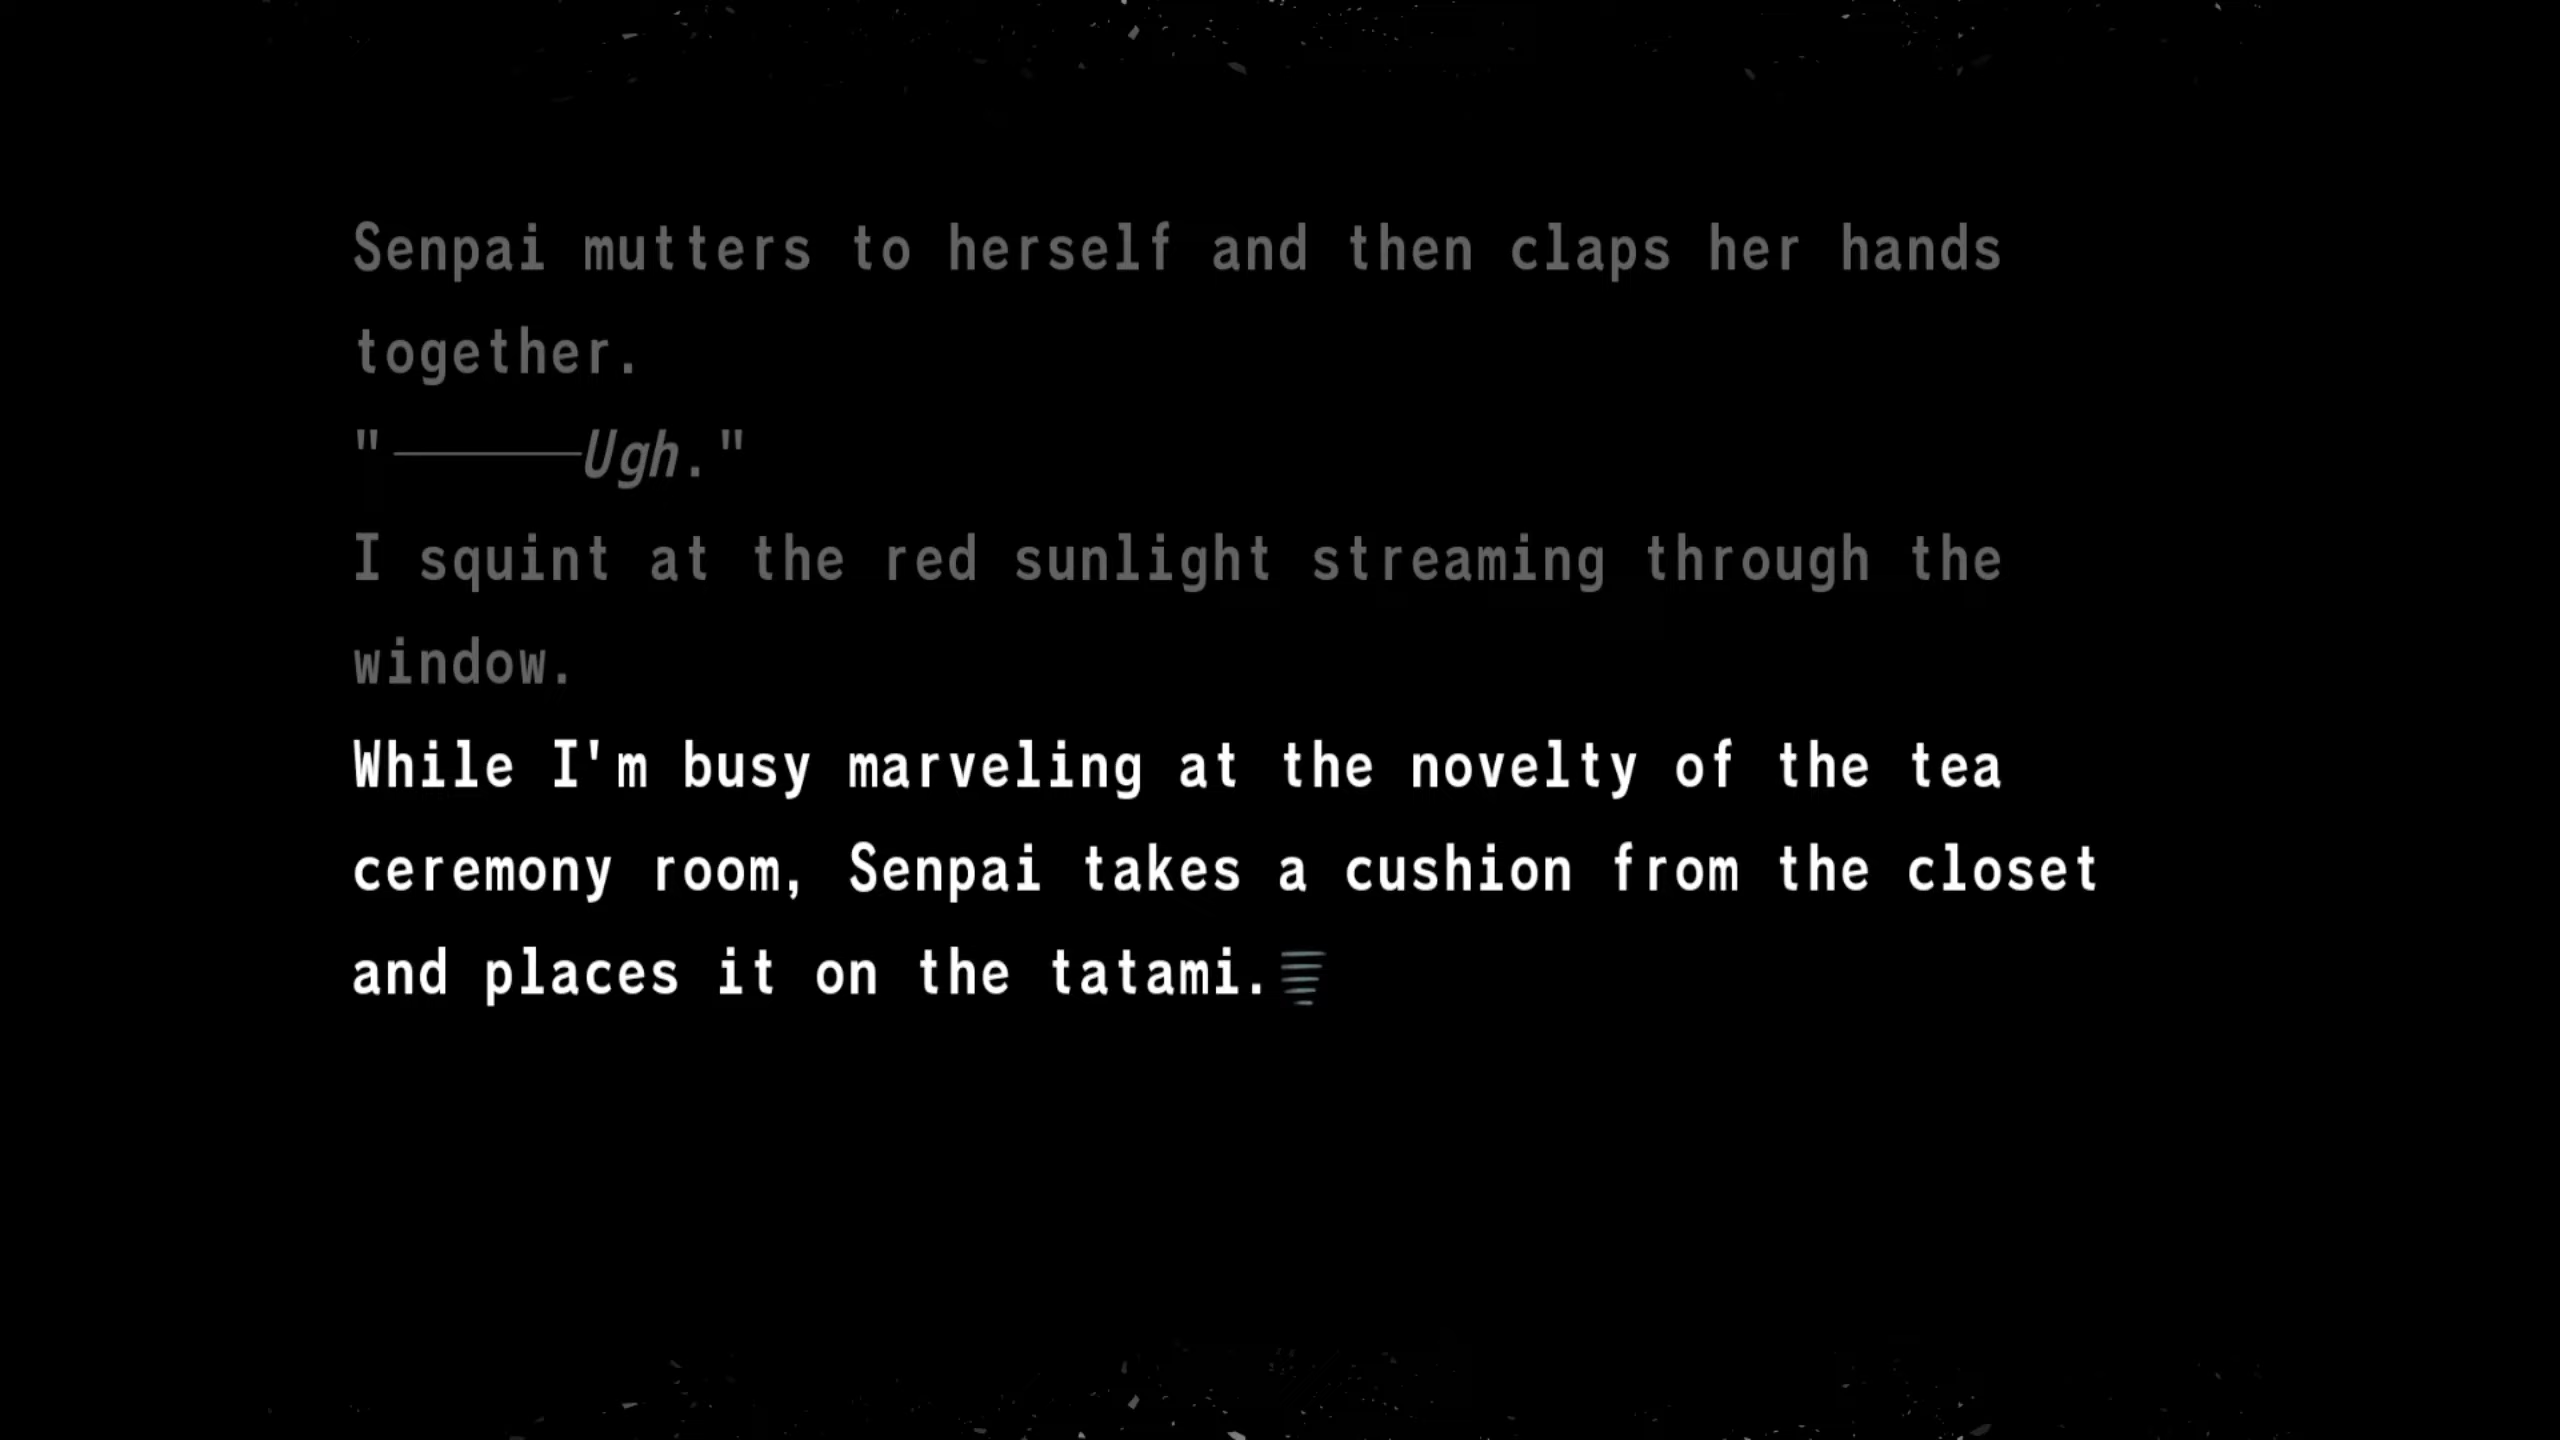 Senpai mutters to herself and then claps her hands
together.
"——————Ugh."
I squint at the red sunlight streaming through the
window.
While I'm busy marveling at the novelty of the tea
ceremony room, Senpai takes a cushion from the closet
and places it on the tatami.